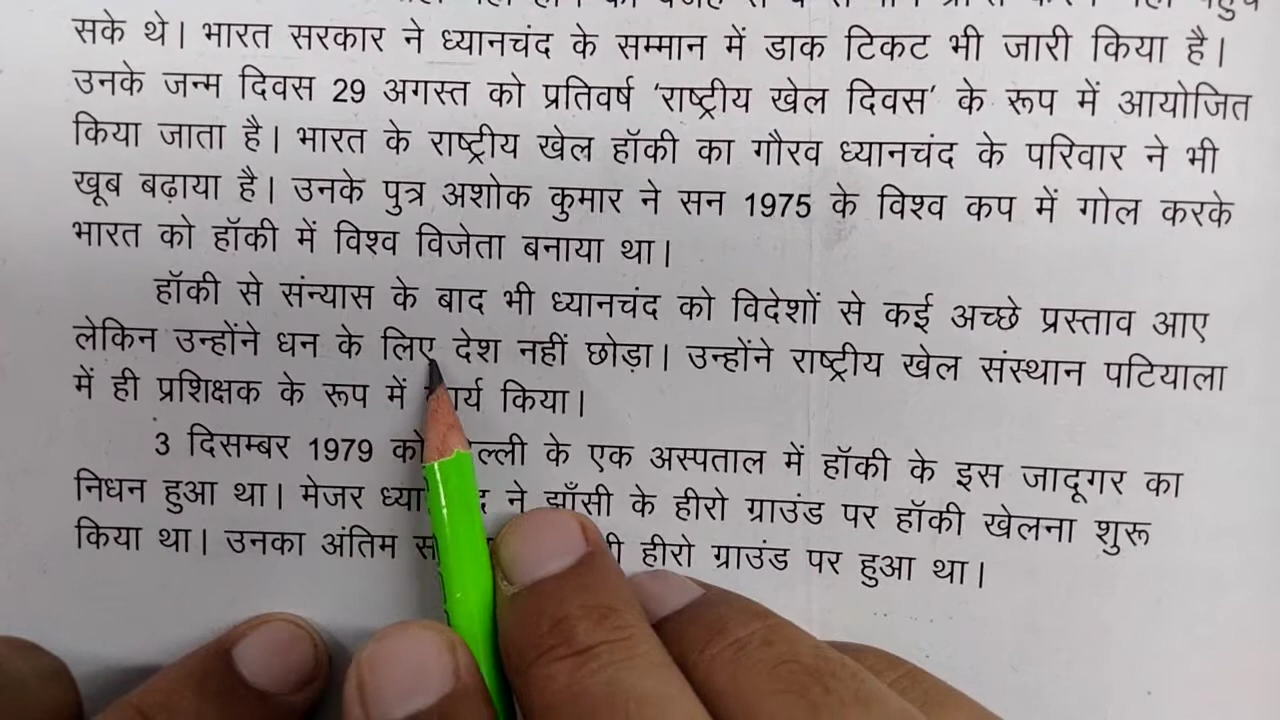 सके थे। भारत सरकार ने ध्यानचंद के सम्मान में डाक टिकट भी जारी किया है।
उनके जन्म दिवस 29 अगस्त को प्रतिवर्ष 'राष्ट्रीय खेल दिवस' के रूप में आयोजित
किया जाता है। भारत के राष्ट्रीय खेल हॉकी का गौरव ध्यानचंद के परिवार ने भी
खूब बढ़ाया है। उनके पुत्र अशोक कुमार ने सन 1975 के विश्व कप में गोल करके
भारत को हॉकी में विश्व विजेता बनाया था।
हॉकी से संन्यास के बाद भी ध्यानचंद को विदेशों से कई अच्छे प्रस्ताव आए
लेकिन उन्होंने धन के लिए देश नहीं छोड़ा। उन्होंने राष्ट्रीय खेल संस्थान पटियाला
में ही प्रशिक्षक के रूप में किया।
3 दिसम्बर 1979 को के एक अस्पताल में हॉकी के इस जादूगर का
निधन हुआ था। मेजर ने झाँसी के हीरो ग्राउंड पर हॉकी खेलना शुरू
किया था। उनका अंतिम हीरो ग्राउंड पर हुआ था।